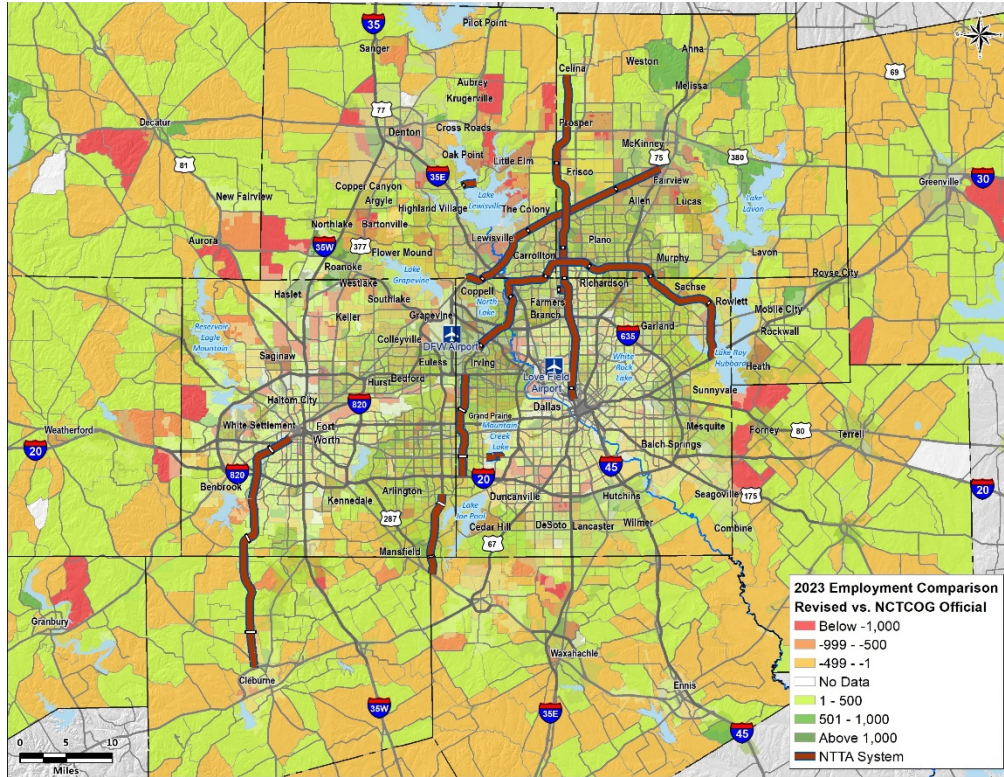 35
Pilot Point
Sanger
Anna
Weston
Celina
Melissa
69
Aubrey
Krugerville
77
Decatur
Prosper
Denton
Cross Roads
McKinney
Oak Point
Little Elm
75
380
81
35E
Frisco
Fairview
Greenville
30
Copper Canyon
Lake Lewisville
Allen
Lucas
Lake Lavon
New Fairview
Argyle
Highland Village
The Colony
Northlake
Bartonville
Aurora
35W
377
Lewisville
Plano
Flower Mound
Carrollton
Murphy
Lavon
Roanoke
Lake Grapevine
Royse City
Westlake
Coppell
Richardson
Sachse
Haslet
Southlake
North Lake
Farmers Branch
Rowlett
Mobile City
Reservoir Eagle Mountain
Keller
Grapevine
Rockwall
Colleyville
DFW Airport
635
Garland
Saginaw
Euless
Irving
White Rock Lake
Lake Ray Hubbard
Heath
Hurst
Bedford
Love Field Airport
Sunnyvale
Haltom City
820
Grand Prairie
Dallas
Weatherford
White Settlement
Fort Worth
Mountain Creek Lake
Mesquite
Forney
80
Terrell
20
Balch Springs
820
Arlington
20
45
175
20
Benbrook
Kennedale
Duncanville
Hutchins
Seagoville
287
Lake Joe Pool
Cedar Hill
DeSoto
Lancaster
Wilmer
Combine
Mansfield
67
Granbury
Waxahachie
Cleburne
Ennis
35W
35E
45
2023 Employment Comparison
Revised vs. NCTCOG Official
Below -1,000
-999 - -500
-499 - -1
No Data
1 - 500
501 - 1,000
Above 1,000
NTTA System
0 5 10
Miles